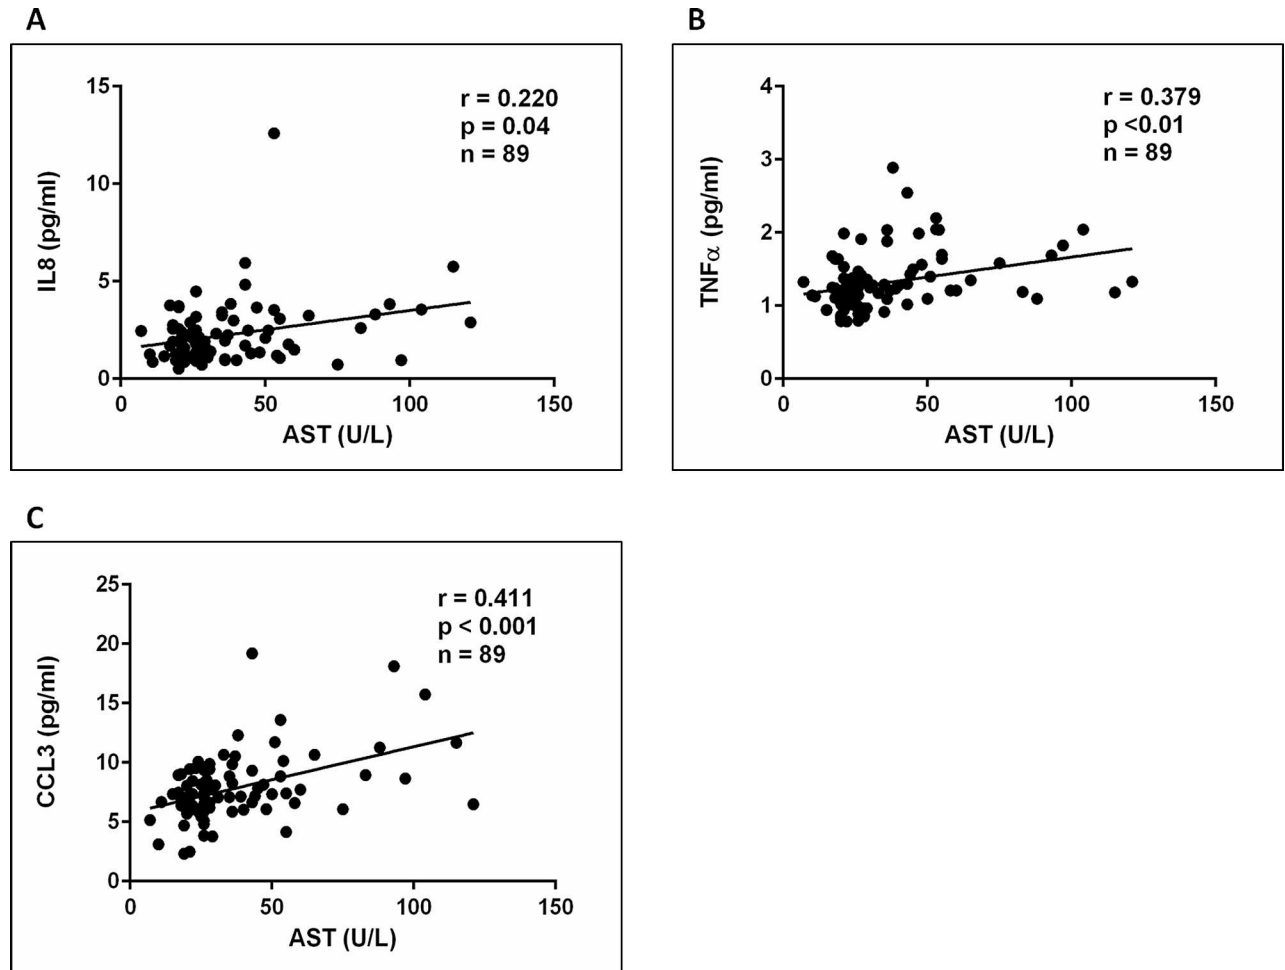 A
15
10
5
0
0 50 100 150
IL8 (pg/ml)
AST (U/L)
r = 0.220
p = 0.04
n = 89
B
4
3
2
1
0
0 50 100 150
TNFα (pg/ml)
AST (U/L)
r = 0.379
p <0.01
n = 89
C
25
20
15
10
5
0
0 50 100 150
CCL3 (pg/ml)
AST (U/L)
r = 0.411
p < 0.001
n = 89